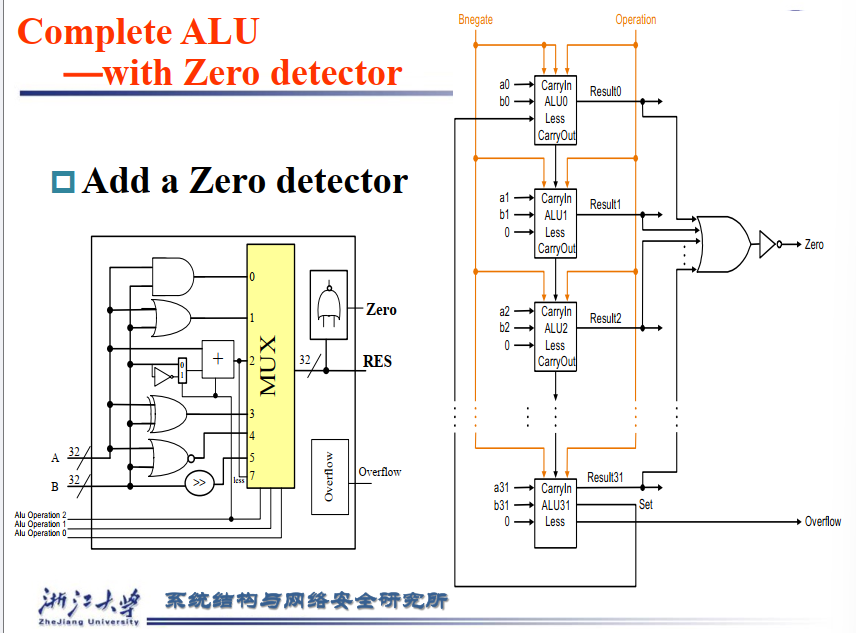 Complete ALU
—with Zero detector
Add a Zero detector
0
1
2
3
4
5
7
less
0
1
+
>>
MUX
32
Zero
RES
Overflow
Overflow
A 32
B 32
Alu Operation 2
Alu Operation 1
Alu Operation 0
Bnegate
Operation
a0
b0
CarryIn
ALU0
Less
CarryOut
Result0
a1
b1
0
CarryIn
ALU1
Less
CarryOut
Result1
a2
b2
0
CarryIn
ALU2
Less
CarryOut
Result2
a31
b31
0
CarryIn
ALU31
Less
Result31
Set
Zero
Overflow
浙江大学
ZheJiang University
系统结构与网络安全研究所